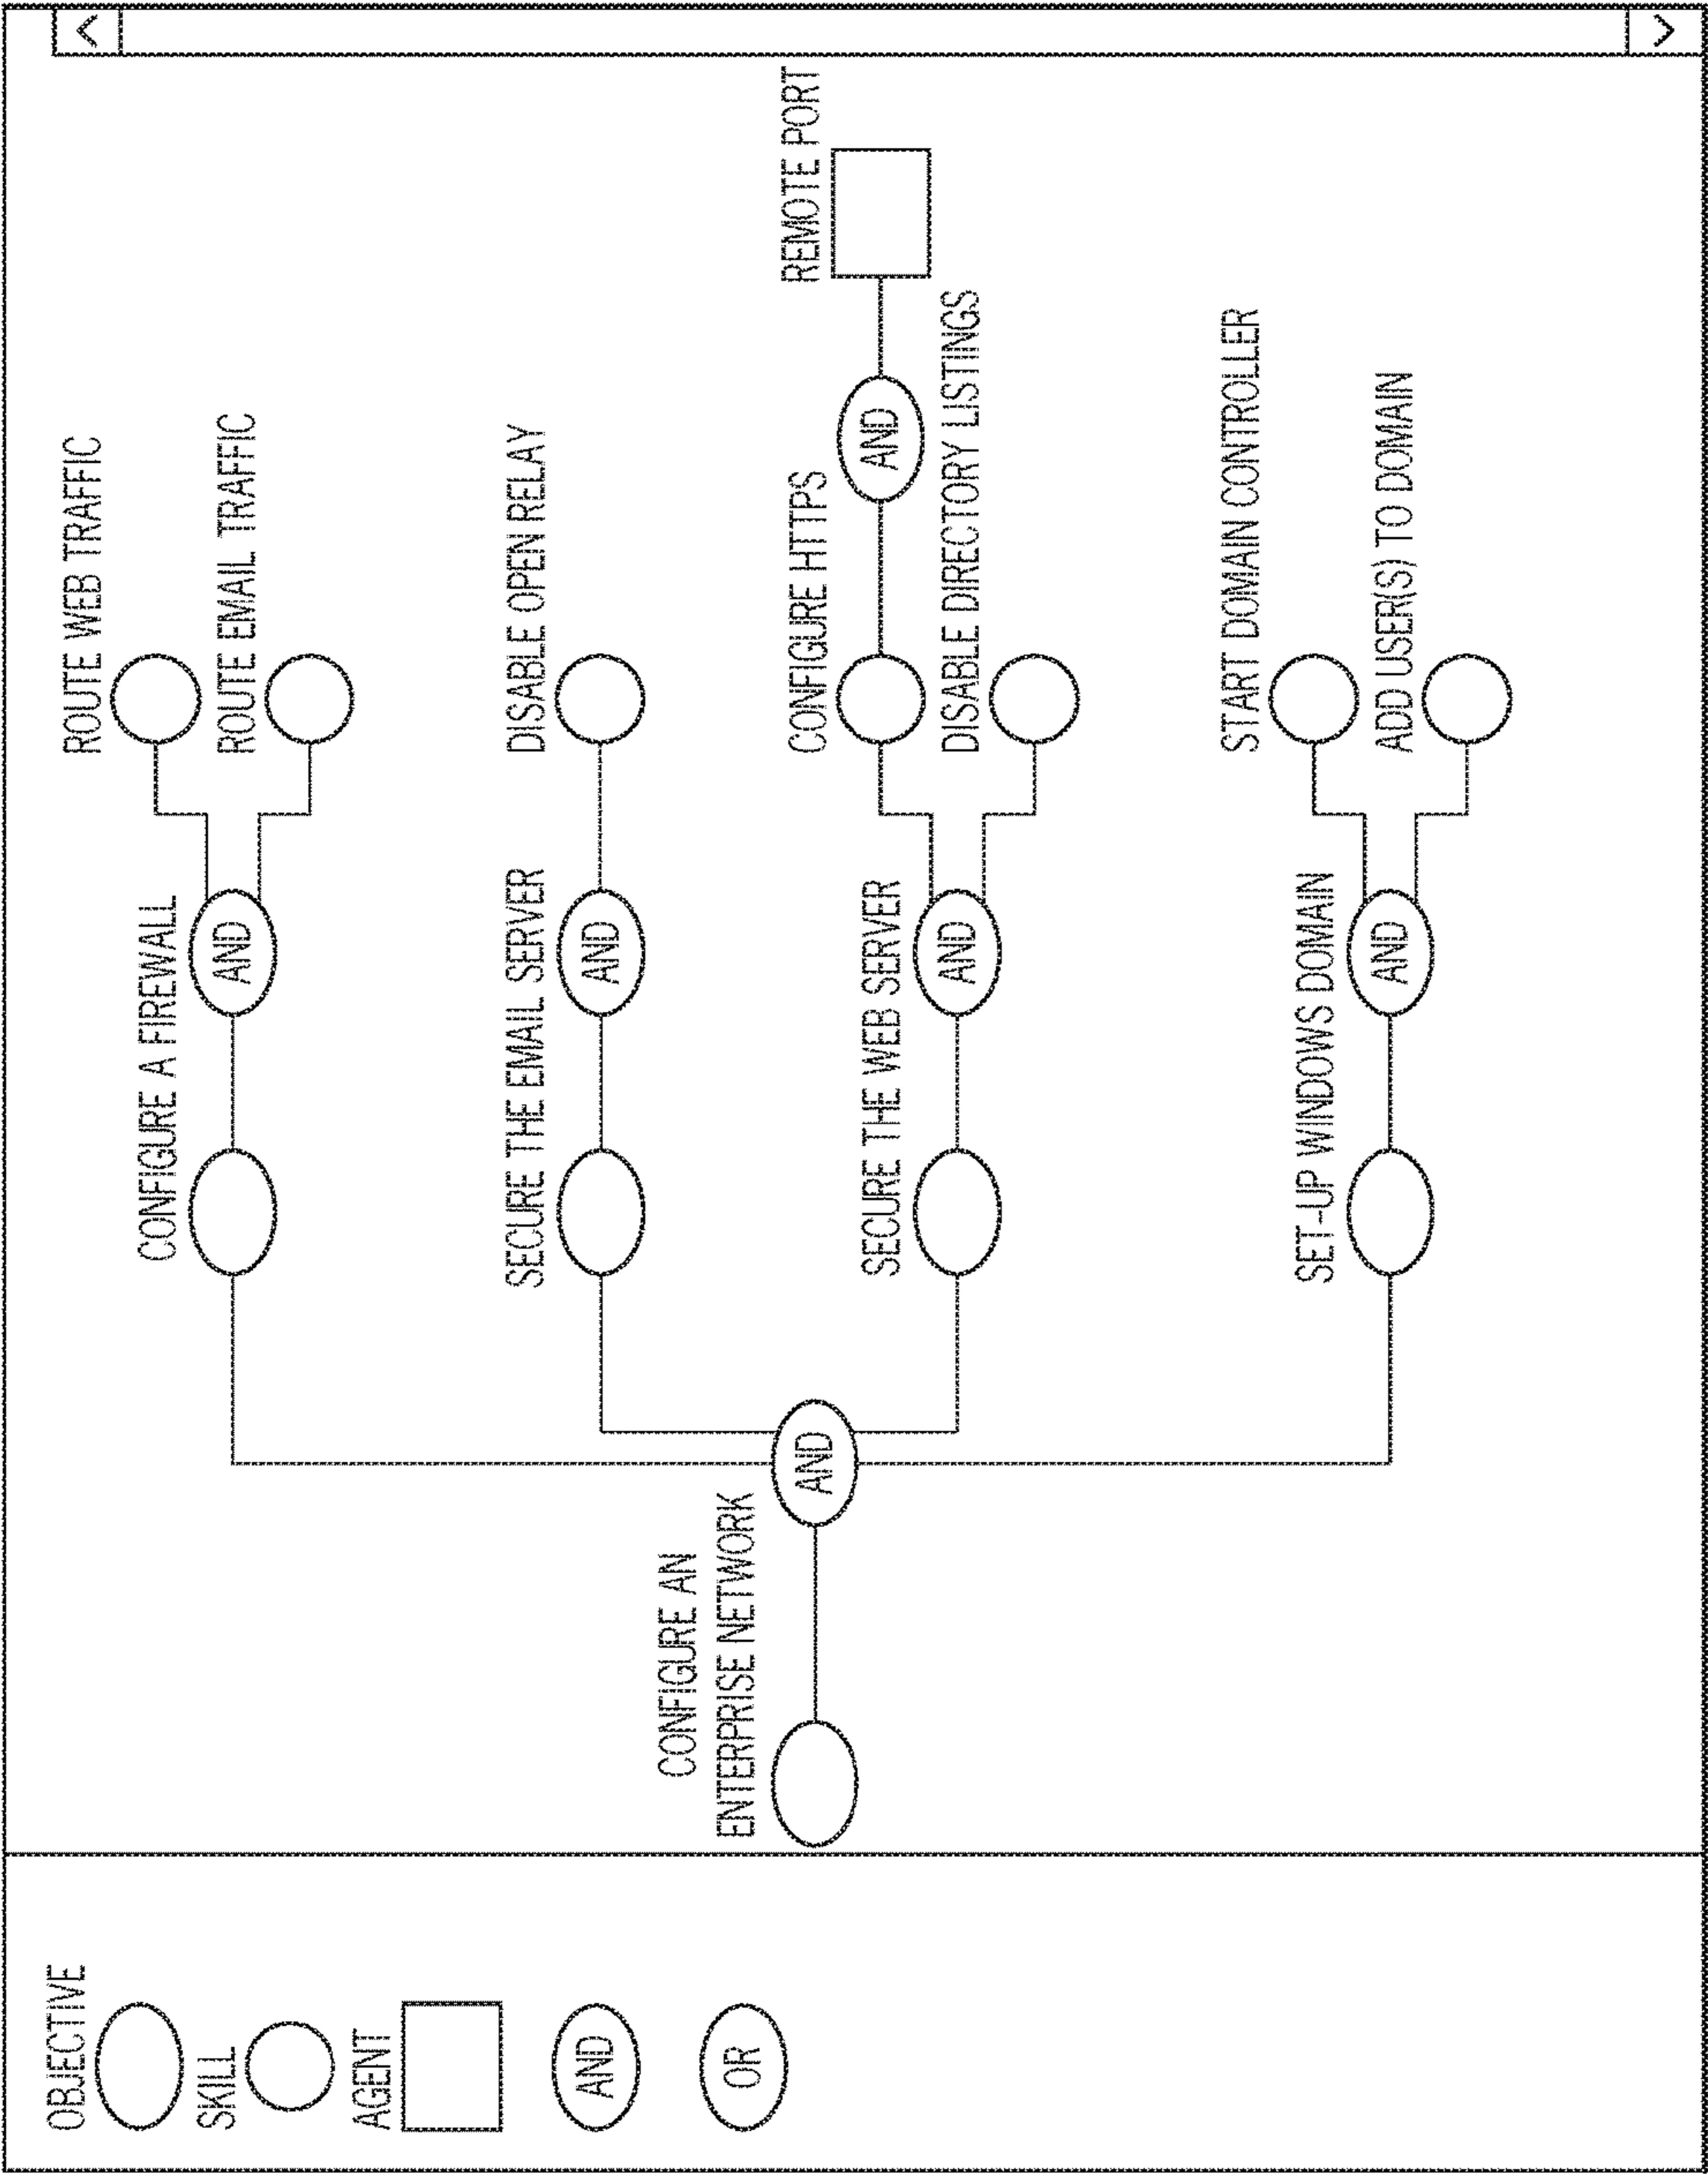 OBJECTIVE
SKILL
AGENT
AND
OR
CONFIGURE AN
ENTERPRISE NETWORK
AND
CONFIGURE A FIREWALL
AND
ROUTE WEB TRAFFIC
ROUTE EMAIL TRAFFIC
SECURE THE EMAIL SERVER
AND
DISABLE OPEN RELAY
SECURE THE WEB SERVER
AND
CONFIGURE HTTPS
AND
REMOTE PORT
DISABLE DIRECTORY LISTINGS
SET-UP WINDOWS DOMAIN
AND
START DOMAIN CONTROLLER
ADD USER(S) TO DOMAIN